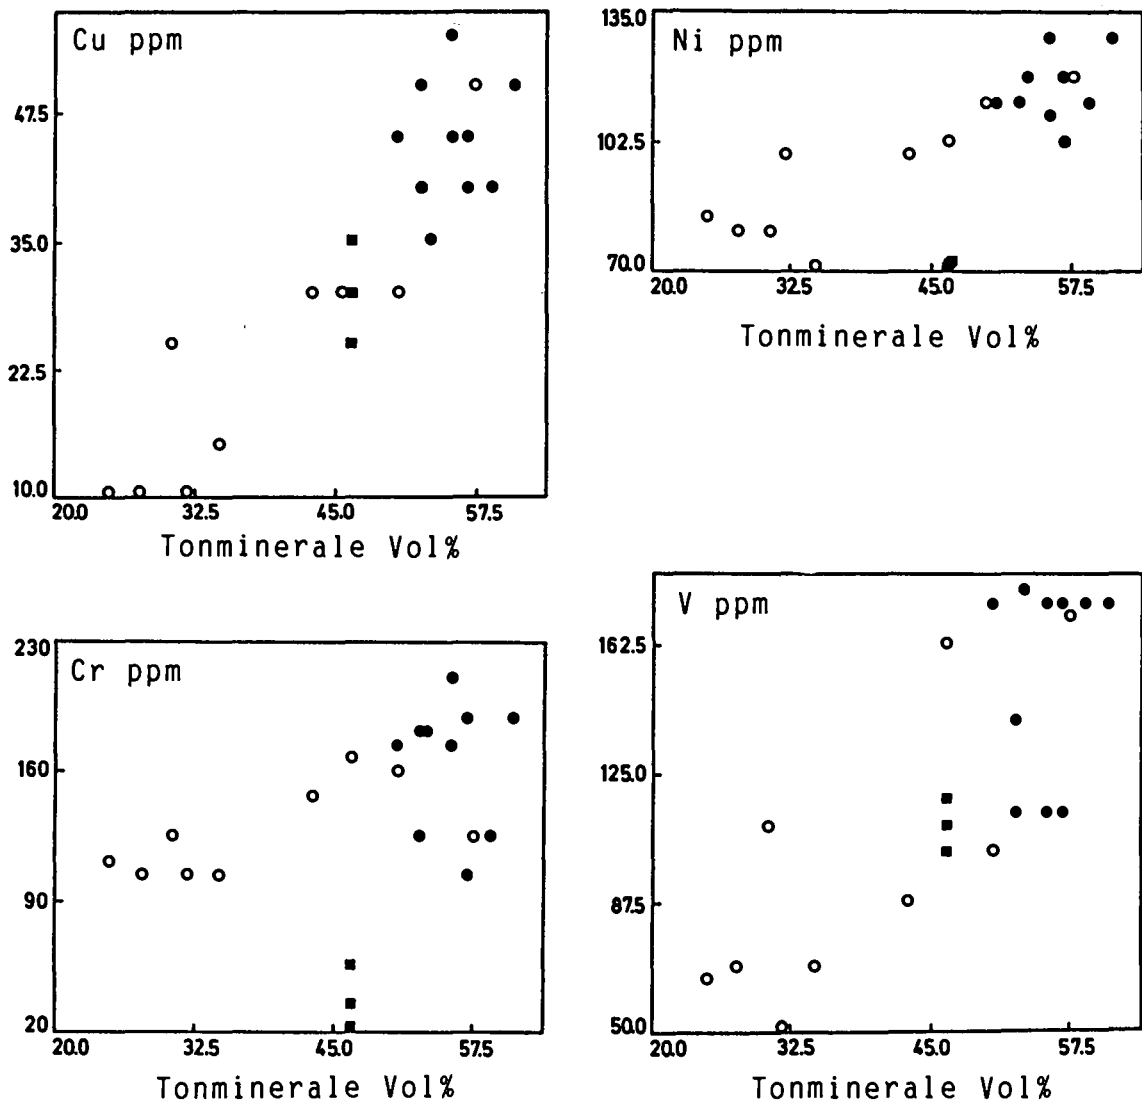 Cu ppm
47.5
35.0
22.5
10.0
20.0 32.5 45.0 57.5
Tonminerale Vol%
135.0
Ni ppm
102.5
70.0
20.0 32.5 45.0 57.5
Tonminerale Vol%
230
Cr ppm
160
90
20
20.0 32.5 45.0 57.5
Tonminerale Vol%
V ppm
162.5
125.0
87.5
50.0
20.0 32.5 45.0 57.5
Tonminerale Vol%